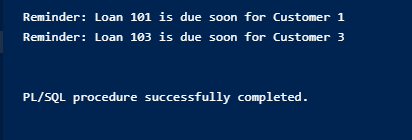 Reminder: Loan 101 is due soon for Customer 1
Reminder: Loan 103 is due soon for Customer 3
PL/SQL procedure successfully completed.